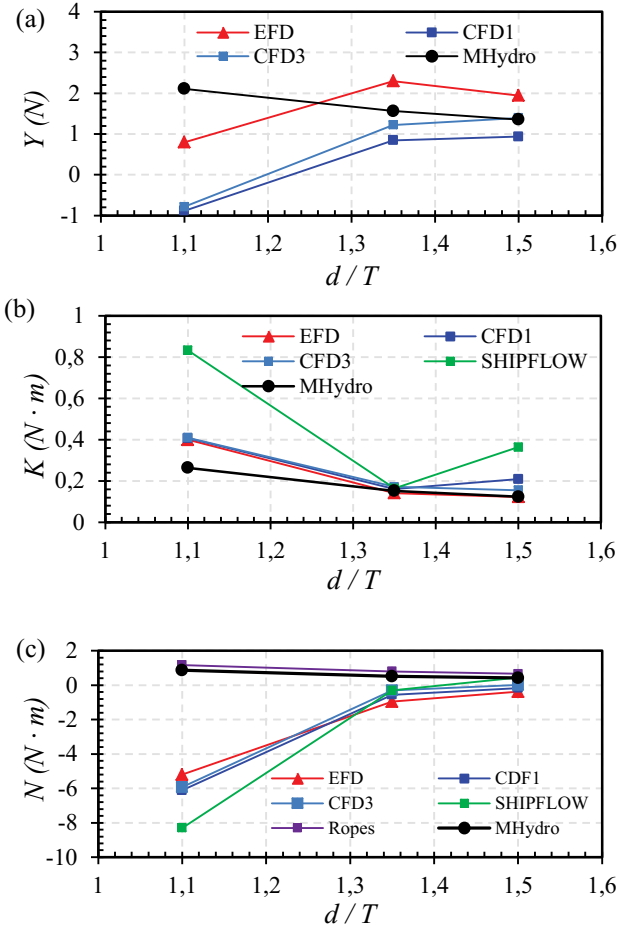 (a)
4
3
2
1
0
-1
Y (N)
EFD
CFD1
CFD3
MHydro
1
1,1
1,2
1,3
1,4
1,5
1,6
d / T
(b)
1
0,8
0,6
0,4
0,2
0
K (N · m)
EFD
CFD1
CFD3
SHIPFLOW
MHydro
1
1,1
1,2
1,3
1,4
1,5
1,6
d / T
(c)
2
0
-2
-4
-6
-8
-10
N (N · m)
EFD
CDF1
CFD3
SHIPFLOW
Ropes
MHydro
1
1,1
1,2
1,3
1,4
1,5
1,6
d / T